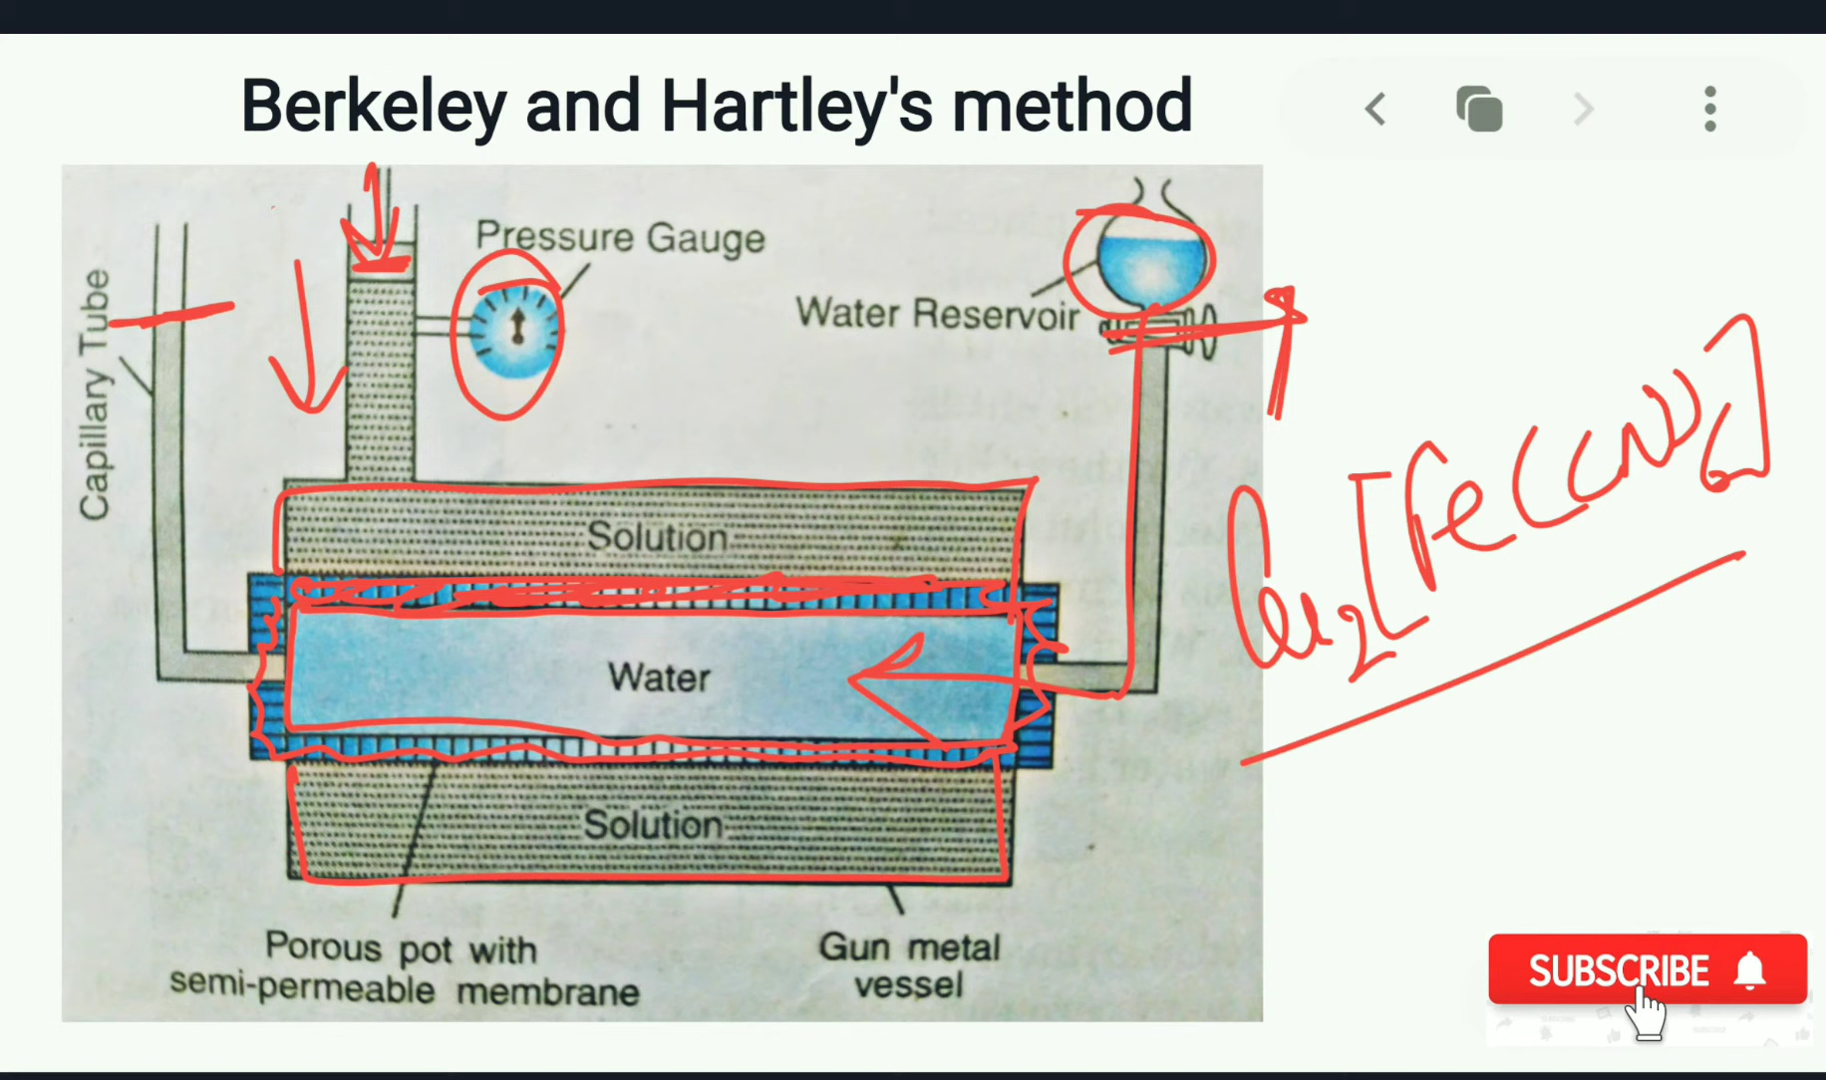 Berkeley and Hartley's method
Pressure Gauge
Capillary Tube
Water Reservoir
Cu2[Fe(CN)6]
Solution
Water
Solution
Porous pot with
semi-permeable membrane
Gun metal
vessel
SUBSCRIBE